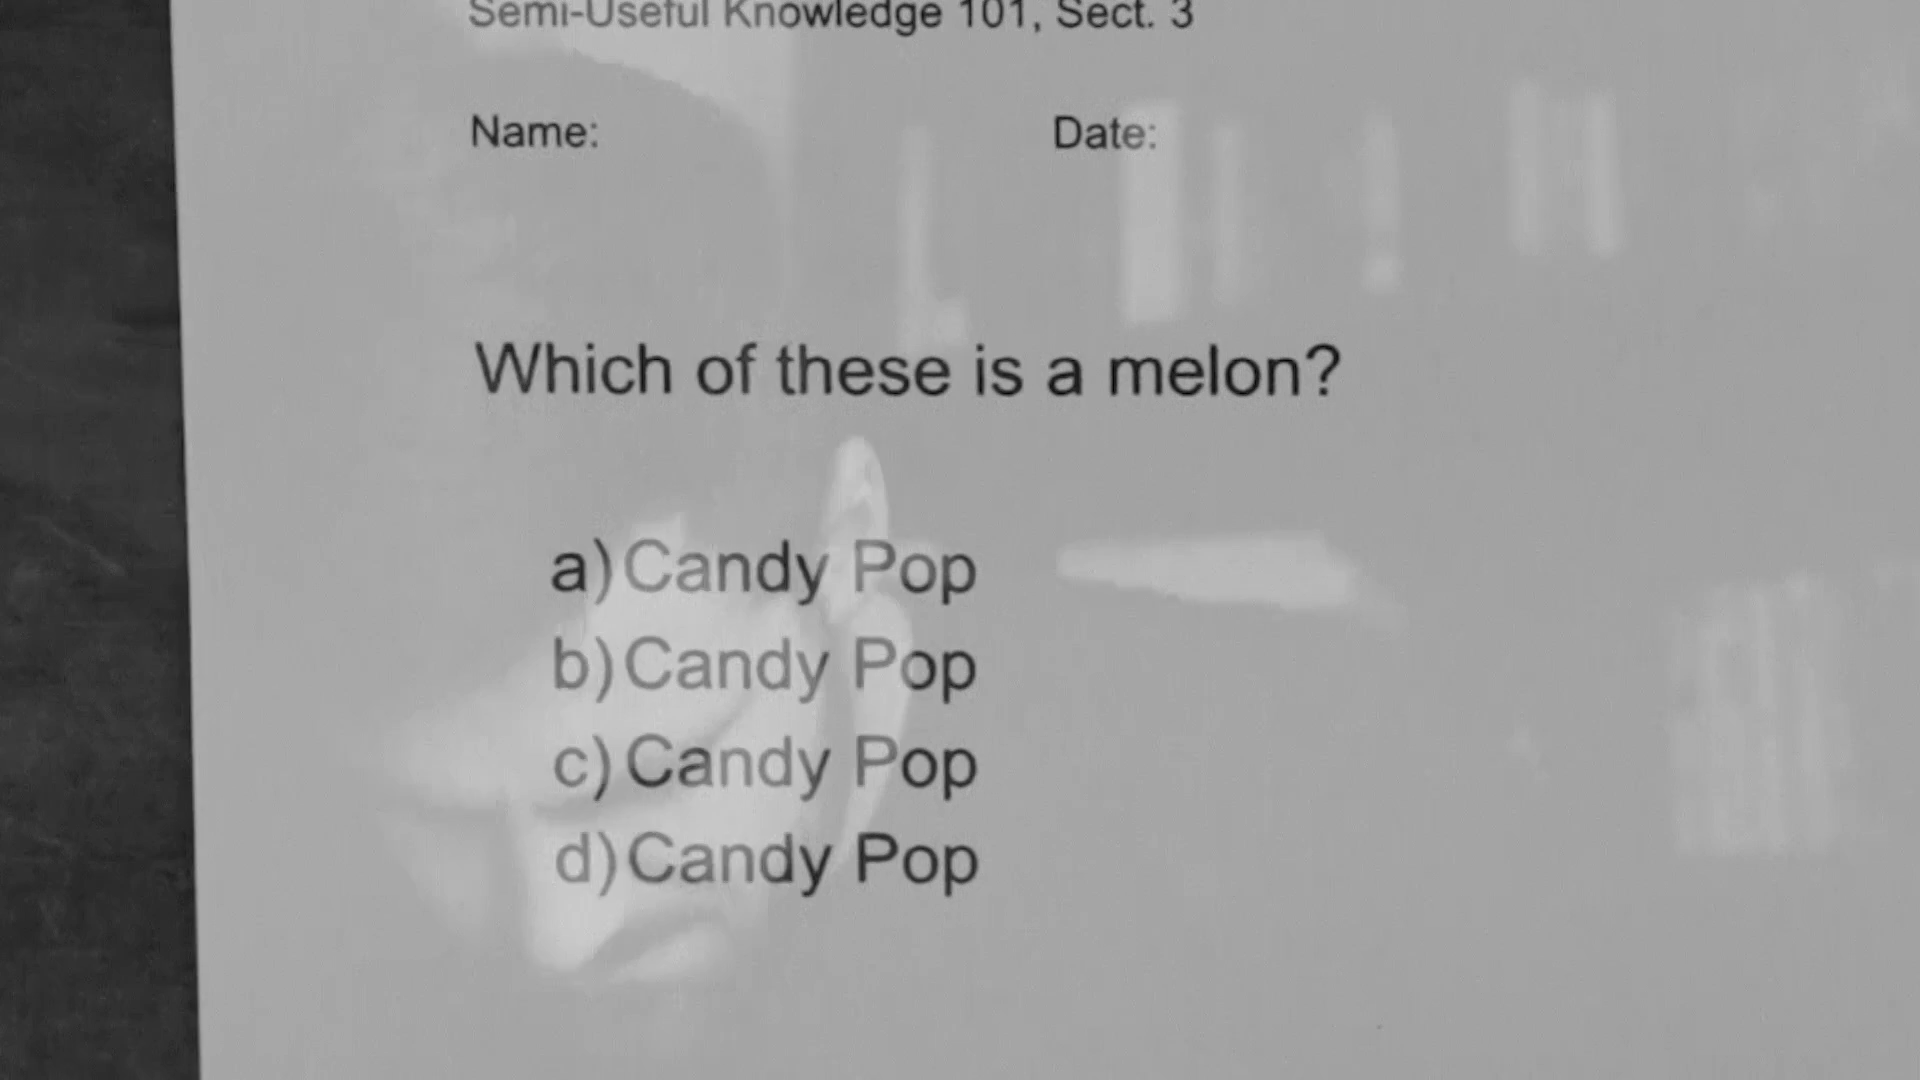 Semi-Useful Knowledge 101, Sect. 3
Name: Date:
Which of these is a melon?
a) Candy Pop
b) Candy Pop
c) Candy Pop
d) Candy Pop